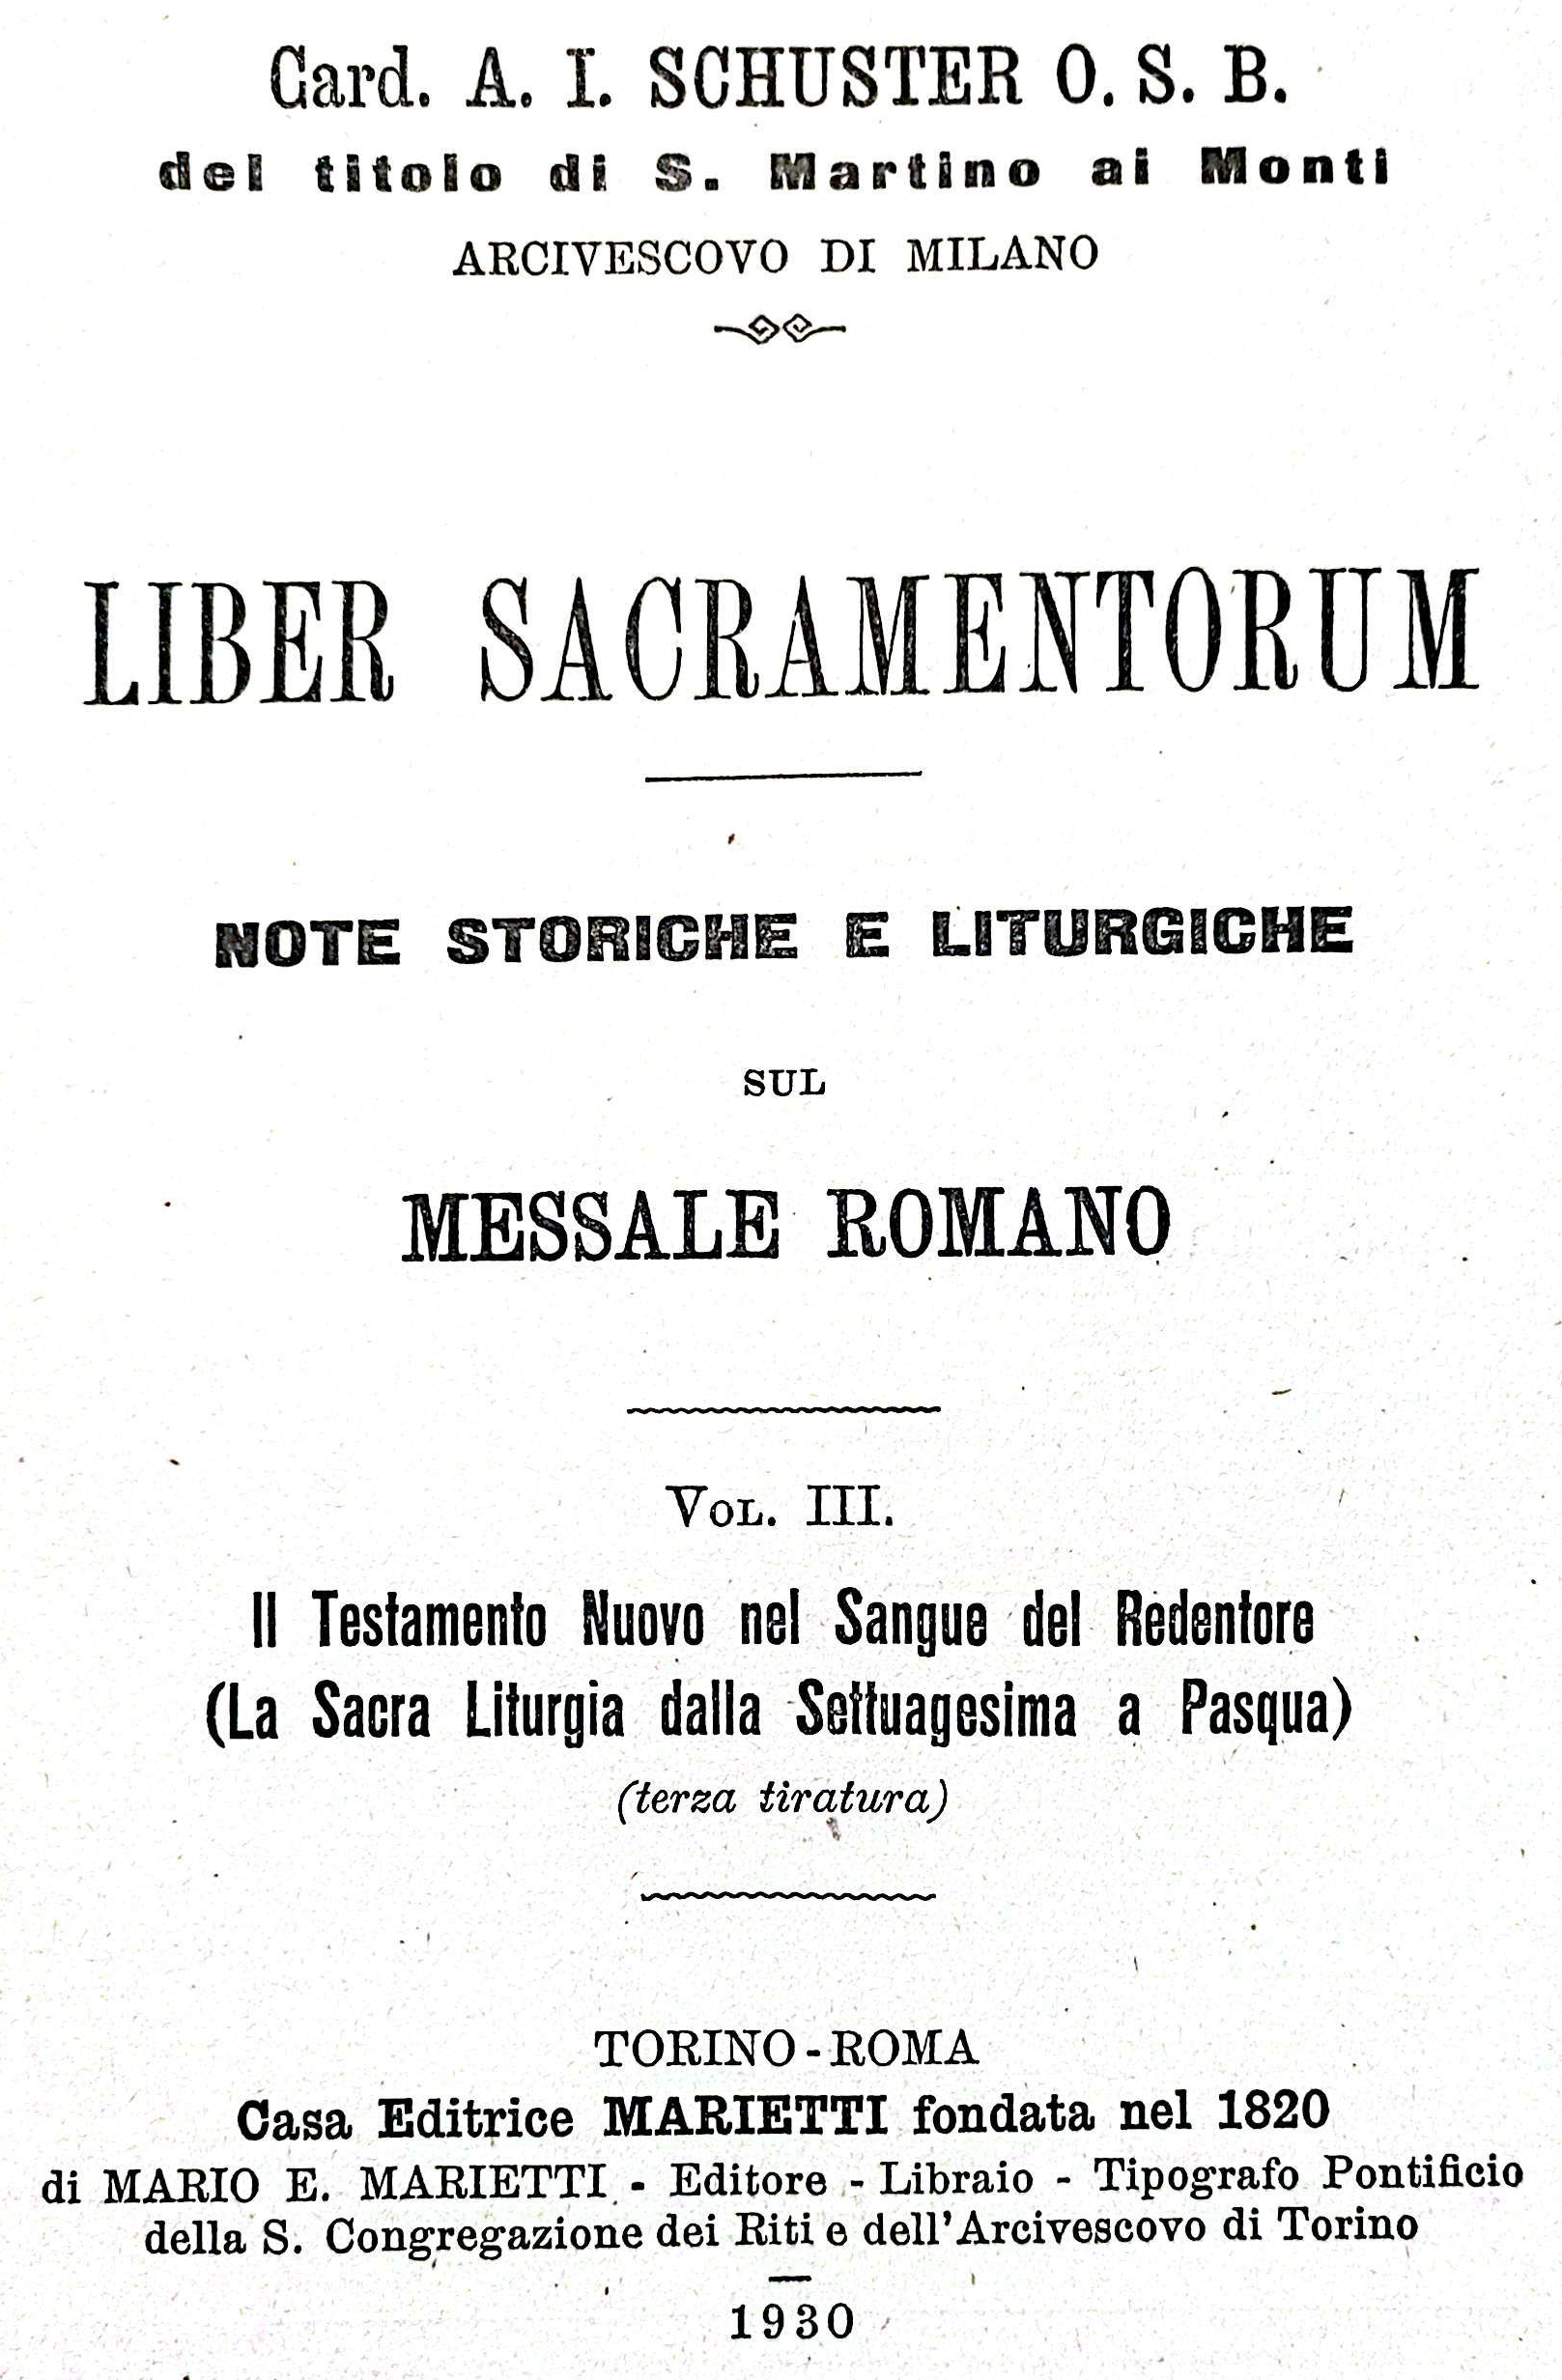 Card. A. I. SCHUSTER O. S. B.
del titolo di S. Martino ai Monti
ARCIVESCOVO DI MILANO
LIBER SACRAMENTORUM
NOTE STORICHE E LITURGICHE
SUL
MESSALE ROMANO
VOL. III.
Il Testamento Nuovo nel Sangue del Redentore
(La Sacra Liturgia dalla Settuagesima a Pasqua)
(terza tiratura)
TORINO-ROMA
Casa Editrice MARIETTI fondata nel 1820
di MARIO E. MARIETTI - Editore - Libraio - Tipografo Pontificio
della S. Congregazione dei Riti e dell'Arcivescovo di Torino
1930